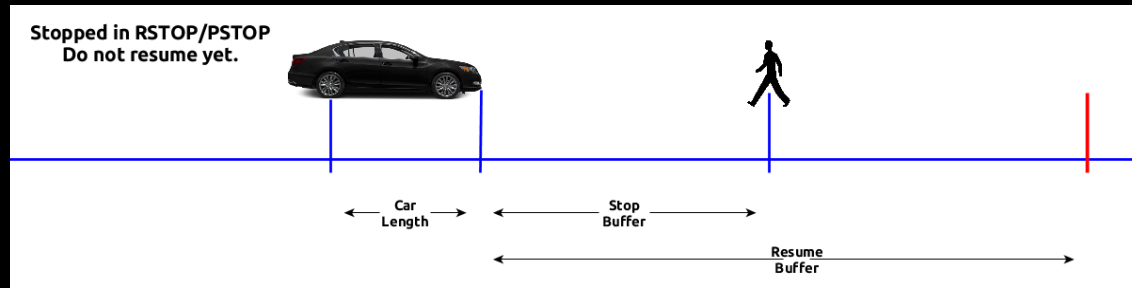 Stopped in RSTOP/PSTOP
Do not resume yet.
Car
Length
Stop
Buffer
Resume
Buffer